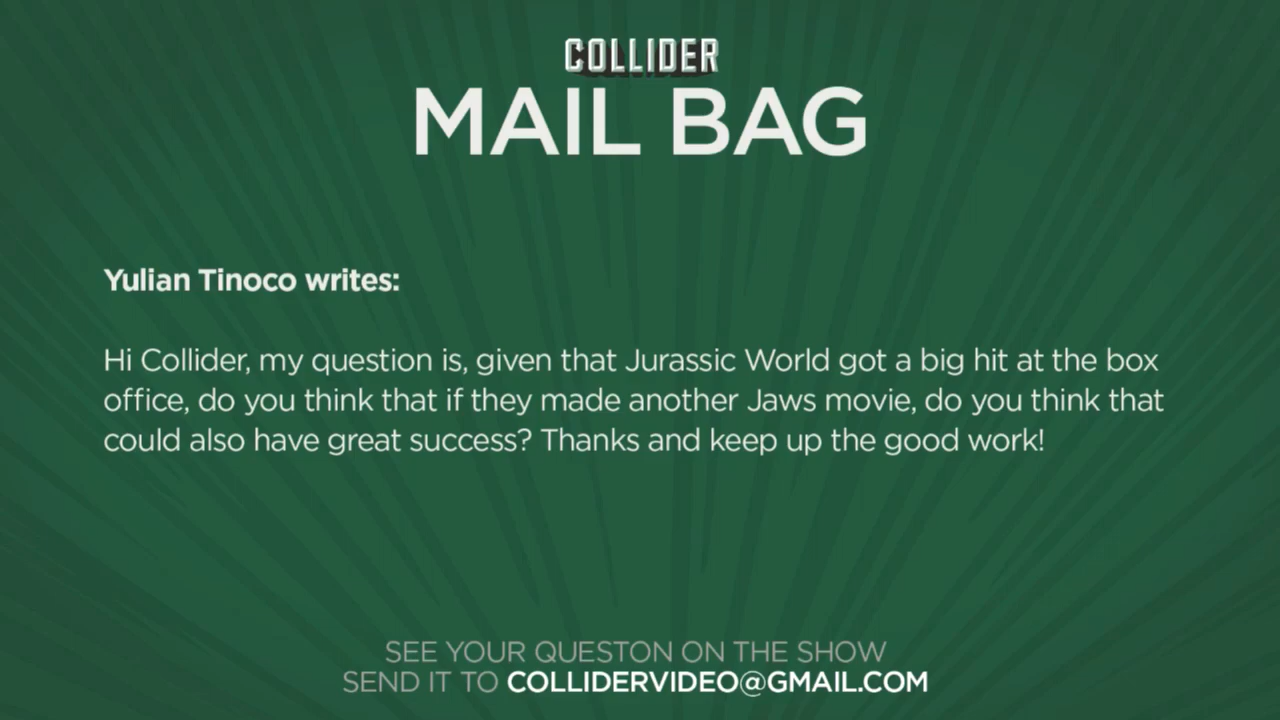 COLLIDER
MAIL BAG
Yulian Tinoco writes:
Hi Collider, my question is, given that Jurassic World got a big hit at the box
office, do you think that if they made another Jaws movie, do you think that
could also have great success? Thanks and keep up the good work!
SEE YOUR QUESTON ON THE SHOW
SEND IT TO COLLIDERVIDEO@GMAIL.COM